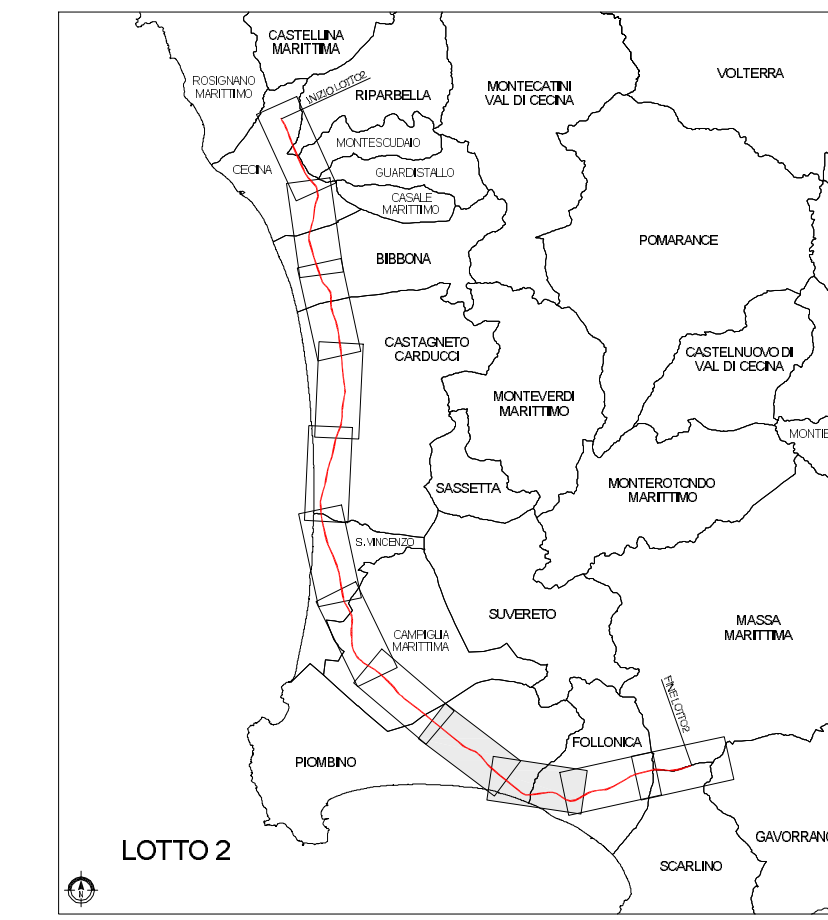 CASTELLINA
MARITTIMA
ROSIGNANO
MARITTIMO
INIZIO LOTTO2
RIPARBELLA
MONTECATINI
VAL DI CECINA
VOLTERRA
MONTESCUDAIO
CECINA
GUARDISTALLO
CASALE
MARITTIMO
BIBBONA
POMARANCE
CASTAGNETO
CARDUCCI
CASTELNUOVO DI
VAL DI CECINA
MONTEVERDI
MARITTIMO
MONTIE
SASSETTA
MONTEROTONDO
MARITTIMO
S.VINCENZO
SUVERETO
MASSA
MARITTIMA
CAMPIGLIA
MARITTIMA
FINE LOTTO2
FOLLONICA
PIOMBINO
LOTTO 2
GAVORRANO
SCARLINO
N